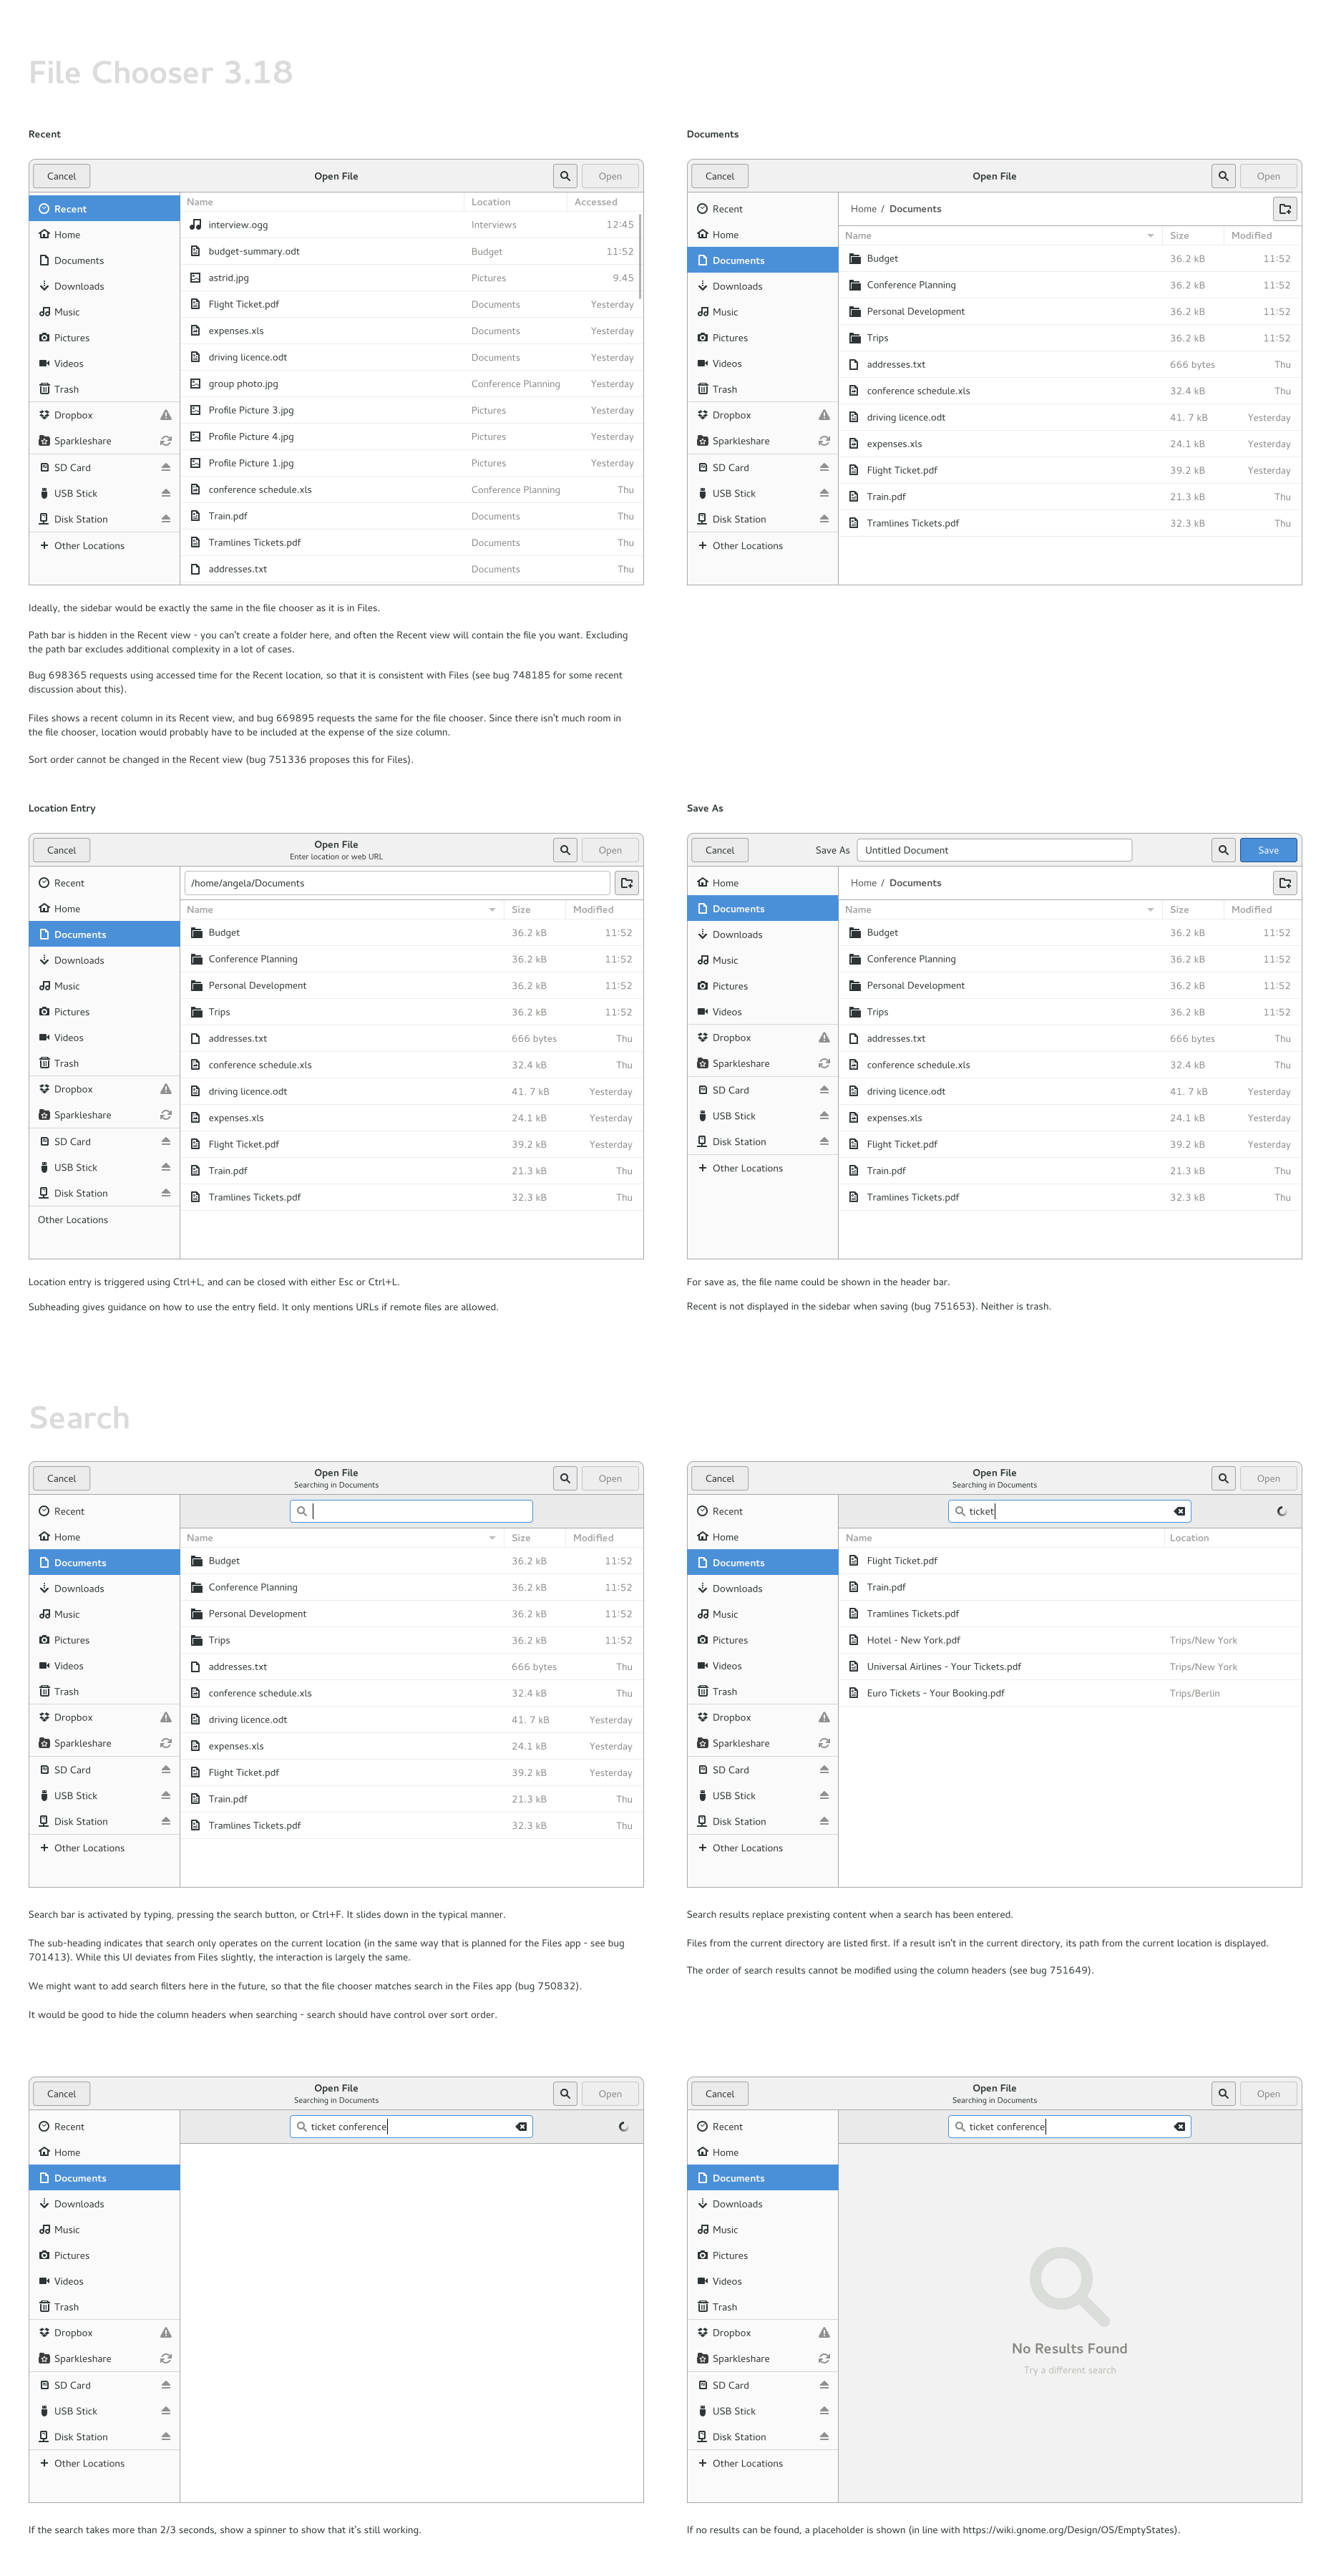 File Chooser 3.18
Recent
Cancel
Open File
Open
Recent
Home
Documents
Downloads
Music
Pictures
Videos
Trash
Dropbox
Sparkleshare
SD Card
USB Stick
Disk Station
Other Locations
Name Location Accessed
interview.ogg Interviews 12:45
budget-summary.odt Budget 11:52
astrid.jpg Pictures 9.45
Flight Ticket.pdf Documents Yesterday
expenses.xls Documents Yesterday
driving licence.odt Documents Yesterday
group photo.jpg Conference Planning Yesterday
Profile Picture 3.jpg Pictures Yesterday
Profile Picture 4.jpg Pictures Yesterday
Profile Picture 1.jpg Pictures Yesterday
conference schedule.xls Conference Planning Thu
Train.pdf Documents Thu
Tramlines Tickets.pdf Documents Thu
addresses.txt Documents Thu
Ideally, the sidebar would be exactly the same in the file chooser as it is in Files.
Path bar is hidden in the Recent view - you can't create a folder here, and often the Recent view will contain the file you want. Excluding
the path bar excludes additional complexity in a lot of cases.
Bug 698365 requests using accessed time for the Recent location, so that it is consistent with Files (see bug 748185 for some recent
discussion about this).
Files shows a recent column in its Recent view, and bug 669895 requests the same for the file chooser. Since there isn't much room in
the file chooser, location would probably have to be included at the expense of the size column.
Sort order cannot be changed in the Recent view (bug 751336 proposes this for Files).
Documents
Cancel
Open File
Open
Recent
Home
Documents
Downloads
Music
Pictures
Videos
Trash
Dropbox
Sparkleshare
SD Card
USB Stick
Disk Station
Other Locations
Home / Documents
Name Size Modified
Budget 36.2 kB 11:52
Conference Planning 36.2 kB 11:52
Personal Development 36.2 kB 11:52
Trips 36.2 kB 11:52
addresses.txt 666 bytes Thu
conference schedule.xls 32.4 kB Thu
driving licence.odt 41. 7 kB Yesterday
expenses.xls 24.1 kB Yesterday
Flight Ticket.pdf 39.2 kB Yesterday
Train.pdf 21.3 kB Thu
Tramlines Tickets.pdf 32.3 kB Thu
Location Entry
Cancel
Open File
Enter location or web URL
Open
Recent
Home
Documents
Downloads
Music
Pictures
Videos
Trash
Dropbox
Sparkleshare
SD Card
USB Stick
Disk Station
Other Locations
/home/angela/Documents
Name Size Modified
Budget 36.2 kB 11:52
Conference Planning 36.2 kB 11:52
Personal Development 36.2 kB 11:52
Trips 36.2 kB 11:52
addresses.txt 666 bytes Thu
conference schedule.xls 32.4 kB Thu
driving licence.odt 41. 7 kB Yesterday
expenses.xls 24.1 kB Yesterday
Flight Ticket.pdf 39.2 kB Yesterday
Train.pdf 21.3 kB Thu
Tramlines Tickets.pdf 32.3 kB Thu
Location entry is triggered using Ctrl+L, and can be closed with either Esc or Ctrl+L.
Subheading gives guidance on how to use the entry field. It only mentions URLs if remote files are allowed.
Save As
Cancel
Save As Untitled Document
Save
Home
Documents
Downloads
Music
Pictures
Videos
Dropbox
Sparkleshare
SD Card
USB Stick
Disk Station
Other Locations
Home / Documents
Name Size Modified
Budget 36.2 kB 11:52
Conference Planning 36.2 kB 11:52
Personal Development 36.2 kB 11:52
Trips 36.2 kB 11:52
addresses.txt 666 bytes Thu
conference schedule.xls 32.4 kB Thu
driving licence.odt 41. 7 kB Yesterday
expenses.xls 24.1 kB Yesterday
Flight Ticket.pdf 39.2 kB Yesterday
Train.pdf 21.3 kB Thu
Tramlines Tickets.pdf 32.3 kB Thu
For save as, the file name could be shown in the header bar.
Recent is not displayed in the sidebar when saving (bug 751653). Neither is trash.
Search
Cancel
Open File
Searching in Documents
Open
Recent
Home
Documents
Downloads
Music
Pictures
Videos
Trash
Dropbox
Sparkleshare
SD Card
USB Stick
Disk Station
Other Locations
Name Size Modified
Budget 36.2 kB 11:52
Conference Planning 36.2 kB 11:52
Personal Development 36.2 kB 11:52
Trips 36.2 kB 11:52
addresses.txt 666 bytes Thu
conference schedule.xls 32.4 kB Thu
driving licence.odt 41. 7 kB Yesterday
expenses.xls 24.1 kB Yesterday
Flight Ticket.pdf 39.2 kB Yesterday
Train.pdf 21.3 kB Thu
Tramlines Tickets.pdf 32.3 kB Thu
Search bar is activated by typing, pressing the search button, or Ctrl+F. It slides down in the typical manner.
The sub-heading indicates that search only operates on the current location (in the same way that is planned for the Files app - see bug
701413). While this UI deviates from Files slightly, the interaction is largely the same.
We might want to add search filters here in the future, so that the file chooser matches search in the Files app (bug 750832).
It would be good to hide the column headers when searching - search should have control over sort order.
Cancel
Open File
Searching in Documents
Open
Recent
Home
Documents
Downloads
Music
Pictures
Videos
Trash
Dropbox
Sparkleshare
SD Card
USB Stick
Disk Station
Other Locations
ticket
Name Location
Flight Ticket.pdf
Train.pdf
Tramlines Tickets.pdf
Hotel - New York.pdf Trips/New York
Universal Airlines - Your Tickets.pdf Trips/New York
Euro Tickets - Your Booking.pdf Trips/Berlin
Search results replace prexisting content when a search has been entered.
Files from the current directory are listed first. If a result isn't in the current directory, its path from the current location is displayed.
The order of search results cannot be modified using the column headers (see bug 751649).
Cancel
Open File
Searching in Documents
Open
Recent
Home
Documents
Downloads
Music
Pictures
Videos
Trash
Dropbox
Sparkleshare
SD Card
USB Stick
Disk Station
Other Locations
ticket conference
If the search takes more than 2/3 seconds, show a spinner to show that it's still working.
Cancel
Open File
Searching in Documents
Open
Recent
Home
Documents
Downloads
Music
Pictures
Videos
Trash
Dropbox
Sparkleshare
SD Card
USB Stick
Disk Station
Other Locations
ticket conference
No Results Found
Try a different search
If no results can be found, a placeholder is shown (in line with https://wiki.gnome.org/Design/OS/EmptyStates).